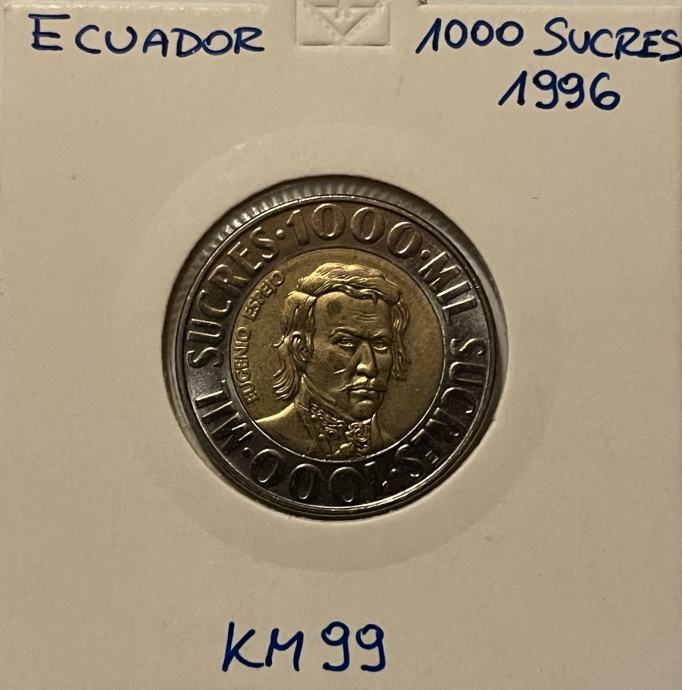 ECUADOR
1000 SUCRES
1996
1000·MIL SUCRES·1000·MIL SUCRES·
EUGENIO ESPEJO
KM 99